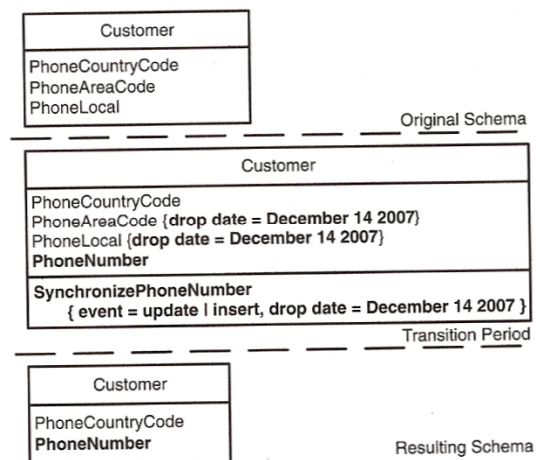 Customer
PhoneCountryCode
PhoneAreaCode
PhoneLocal
Original Schema
Customer
PhoneCountryCode
PhoneAreaCode {drop date = December 14 2007}
PhoneLocal {drop date = December 14 2007}
PhoneNumber
SynchronizePhoneNumber
{ event = update | insert, drop date = December 14 2007 }
Transition Period
Customer
PhoneCountryCode
PhoneNumber
Resulting Schema